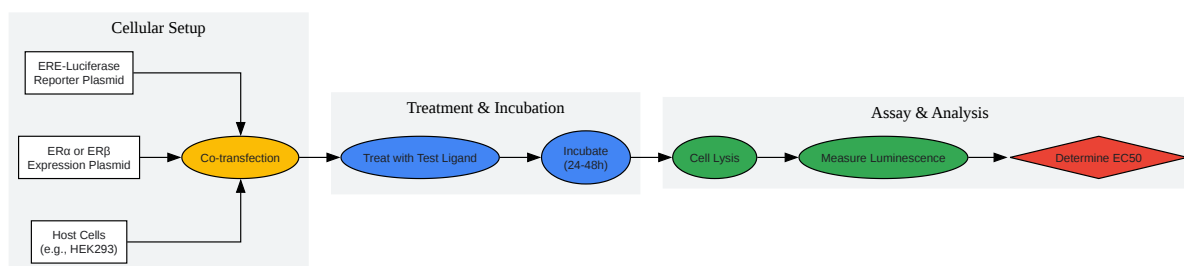 Cellular Setup
ERE-Luciferase
Reporter Plasmid
ERα or ERβ
Expression Plasmid
Host Cells
(e.g., HEK293)
Co-transfection
Treatment & Incubation
Treat with Test Ligand
Incubate
(24-48h)
Assay & Analysis
Cell Lysis
Measure Luminescence
Determine EC50